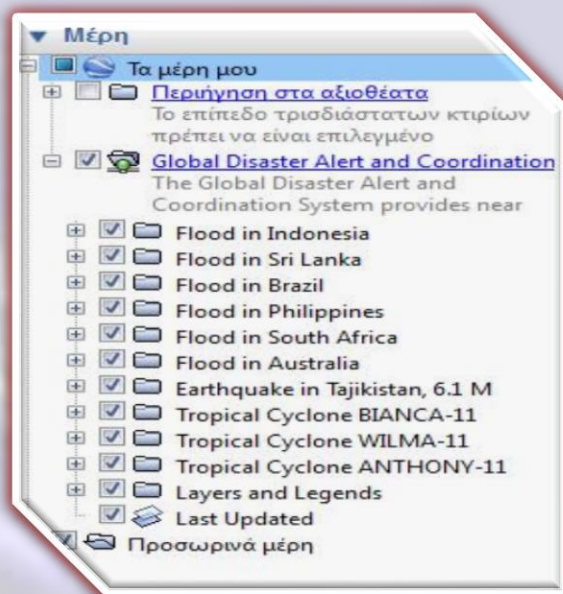 Μέρη
Τα μέρη μου
Περιήγηση στα αξιοθέατα
Το επίπεδο τρισδιάστατων κτιρίων
πρέπει να είναι επιλεγμένο
Global Disaster Alert and Coordination
The Global Disaster Alert and
Coordination System provides near
Flood in Indonesia
Flood in Sri Lanka
Flood in Brazil
Flood in Philippines
Flood in South Africa
Flood in Australia
Earthquake in Tajikistan, 6.1 M
Tropical Cyclone BIANCA-11
Tropical Cyclone WILMA-11
Tropical Cyclone ANTHONY-11
Layers and Legends
Last Updated
Προσωρινά μέρη